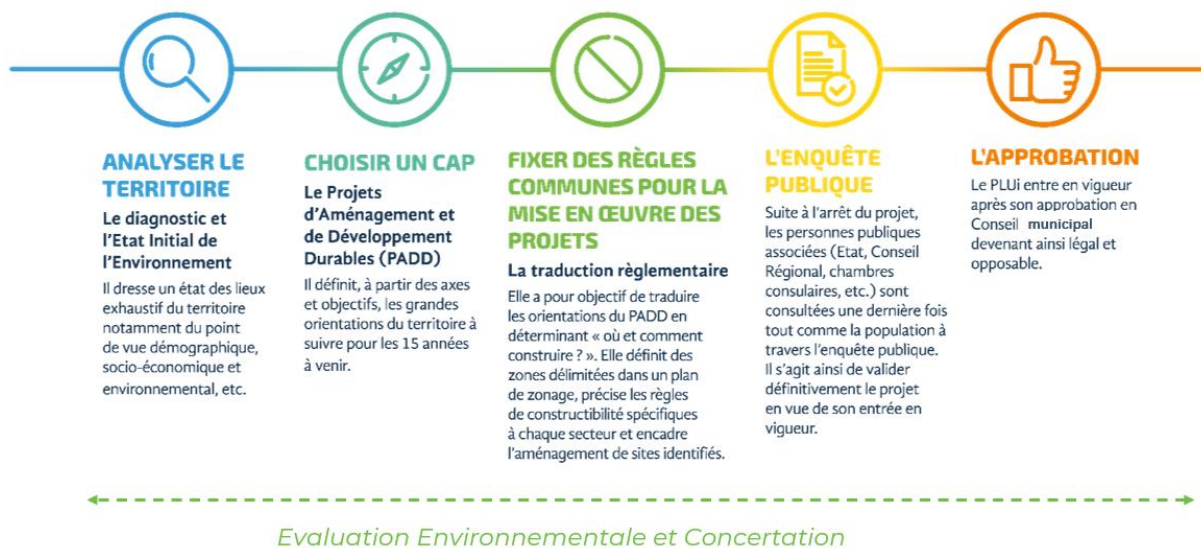 ANALYSER LE
TERRITOIRE
Le diagnostic et
l'Etat Initial de
l'Environnement
Il dresse un état des lieux
exhaustif du territoire
notamment du point
de vue démographique,
socio-économique et
environnemental, etc.
CHOISIR UN CAP
Le Projets
d'Aménagement et
de Développement
Durables (PADD)
Il définit, à partir des axes
et objectifs, les grandes
orientations du territoire à
suivre pour les 15 années
à venir.
FIXER DES RÈGLES
COMMUNES POUR LA
MISE EN ŒUVRE DES
PROJETS
La traduction règlementaire
Elle a pour objectif de traduire
les orientations du PADD en
déterminant « où et comment
construire ? ». Elle définit des
zones délimitées dans un plan
de zonage, précise les règles
de constructibilité spécifiques
à chaque secteur et encadre
l'aménagement de sites identifiés.
L'ENQUÊTE
PUBLIQUE
Suite à l'arrêt du projet,
les personnes publiques
associées (Etat, Conseil
Régional, chambres
consulaires, etc.) sont
consultées une dernière fois
tout comme la population à
travers l'enquête publique.
Il s'agit ainsi de valider
définitivement le projet
en vue de son entrée en
vigueur.
L'APPROBATION
Le PLUi entre en vigueur
après son approbation en
Conseil municipal
devenant ainsi légal et
opposable.
Evaluation Environnementale et Concertation